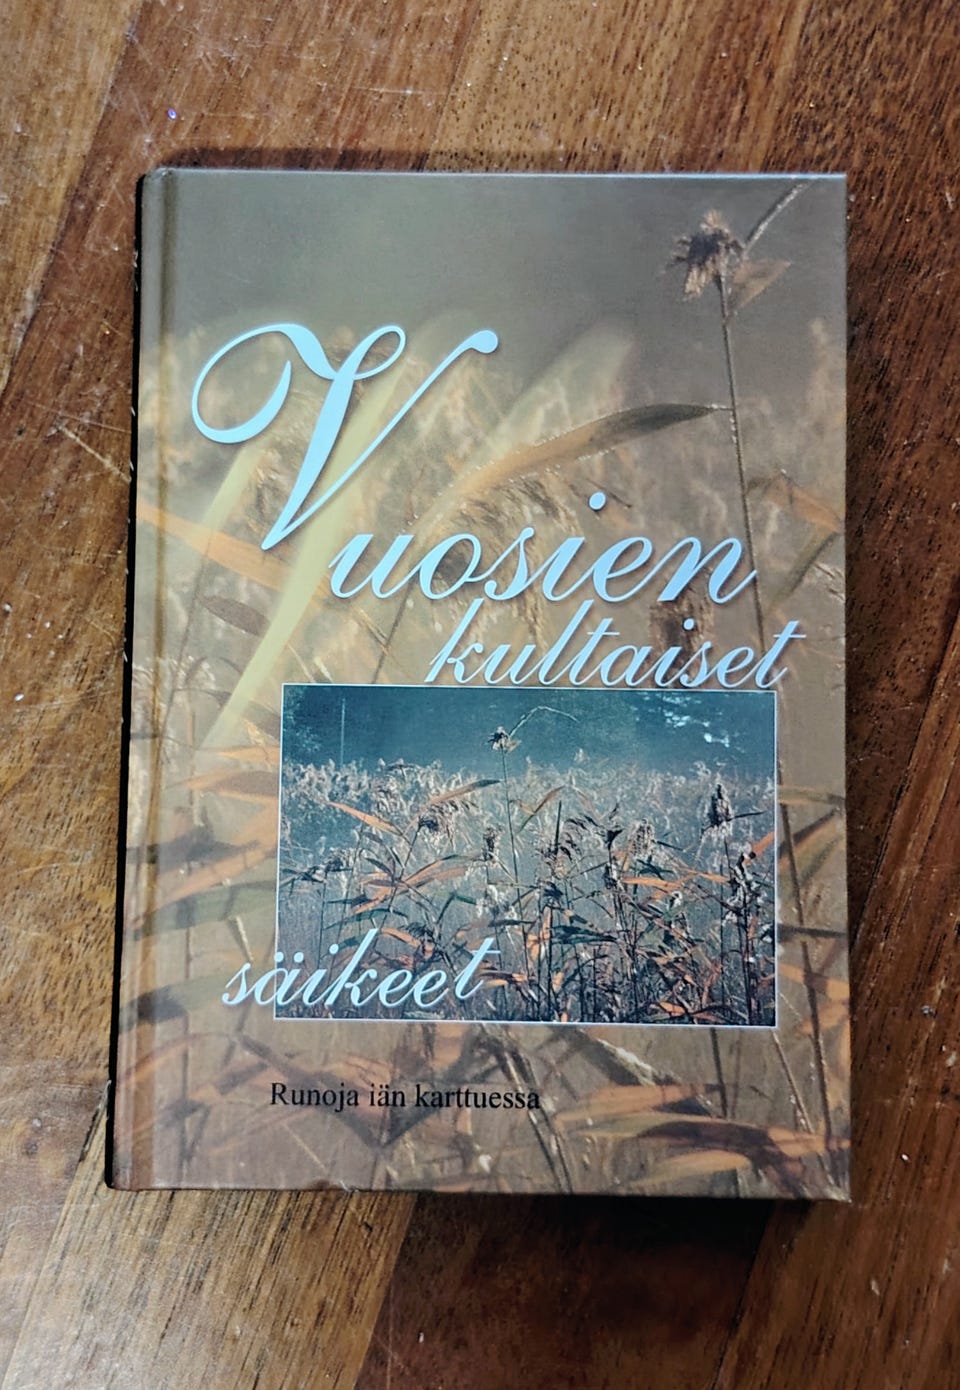 Vuosien
kultaiset
säikeet
Runoja iän karttuessa